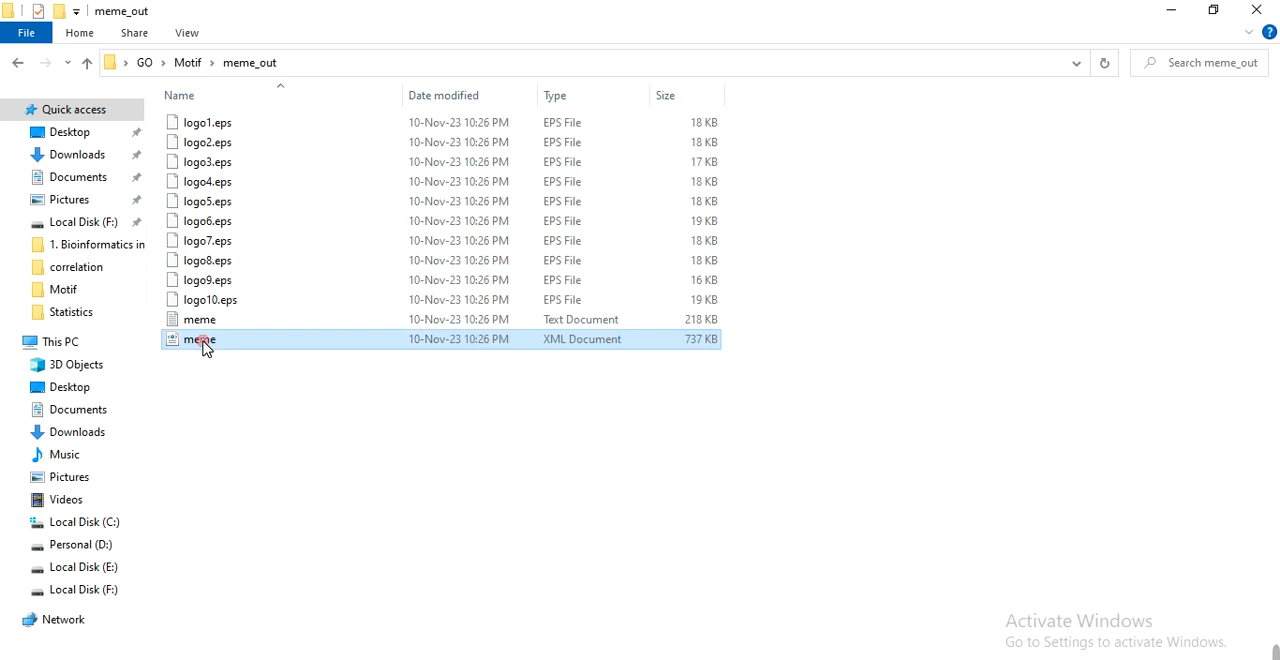 meme_out
File Home Share View
GO Motif meme_out Search meme_out
Name Date modified Type Size
Quick access
Desktop
Downloads
Documents
Pictures
Local Disk (F:)
1. Bioinformatics in
correlation
Motif
Statistics
This PC
3D Objects
Desktop
Documents
Downloads
Music
Pictures
Videos
Local Disk (C:)
Personal (D:)
Local Disk (E:)
Local Disk (F:)
Network
logo1.eps 10-Nov-23 10:26 PM EPS File 18 KB
logo2.eps 10-Nov-23 10:26 PM EPS File 18 KB
logo3.eps 10-Nov-23 10:26 PM EPS File 17 KB
logo4.eps 10-Nov-23 10:26 PM EPS File 18 KB
logo5.eps 10-Nov-23 10:26 PM EPS File 18 KB
logo6.eps 10-Nov-23 10:26 PM EPS File 19 KB
logo7.eps 10-Nov-23 10:26 PM EPS File 18 KB
logo8.eps 10-Nov-23 10:26 PM EPS File 18 KB
logo9.eps 10-Nov-23 10:26 PM EPS File 16 KB
logo10.eps 10-Nov-23 10:26 PM EPS File 19 KB
meme 10-Nov-23 10:26 PM Text Document 218 KB
meme 10-Nov-23 10:26 PM XML Document 737 KB
Activate Windows
Go to Settings to activate Windows.